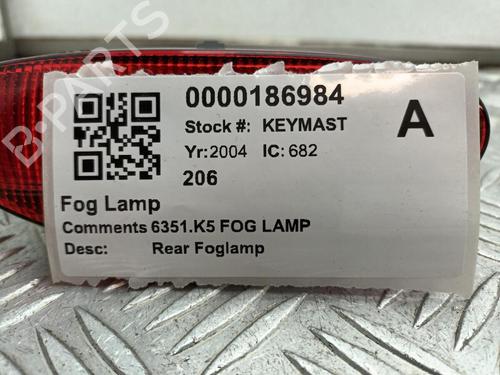 B-PARTS
0000186984
Stock #: KEYMAST
A
Yr:2004 IC:682
206
Fog Lamp
Comments 6351.K5 FOG LAMP
Desc: Rear Foglamp